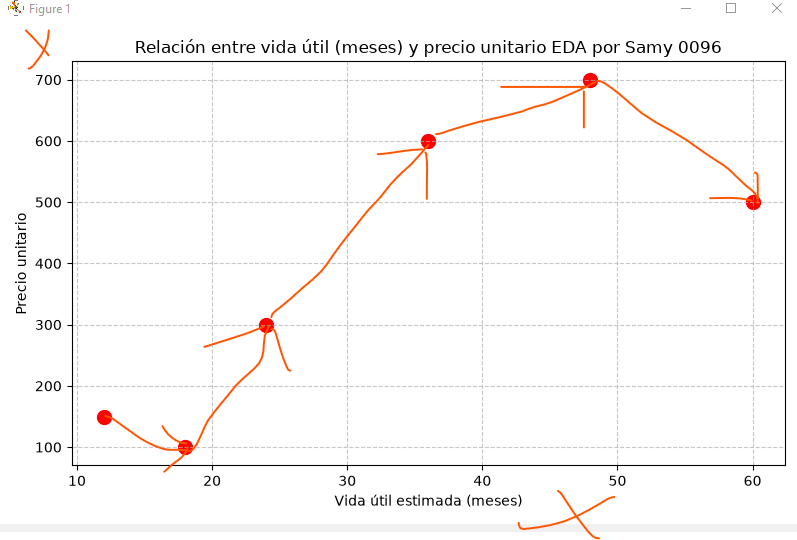 Figure 1
Relación entre vida útil (meses) y precio unitario EDA por Samy 0096
700
600
500
400
300
200
100
Precio unitario
10 20 30 40 50 60
Vida útil estimada (meses)